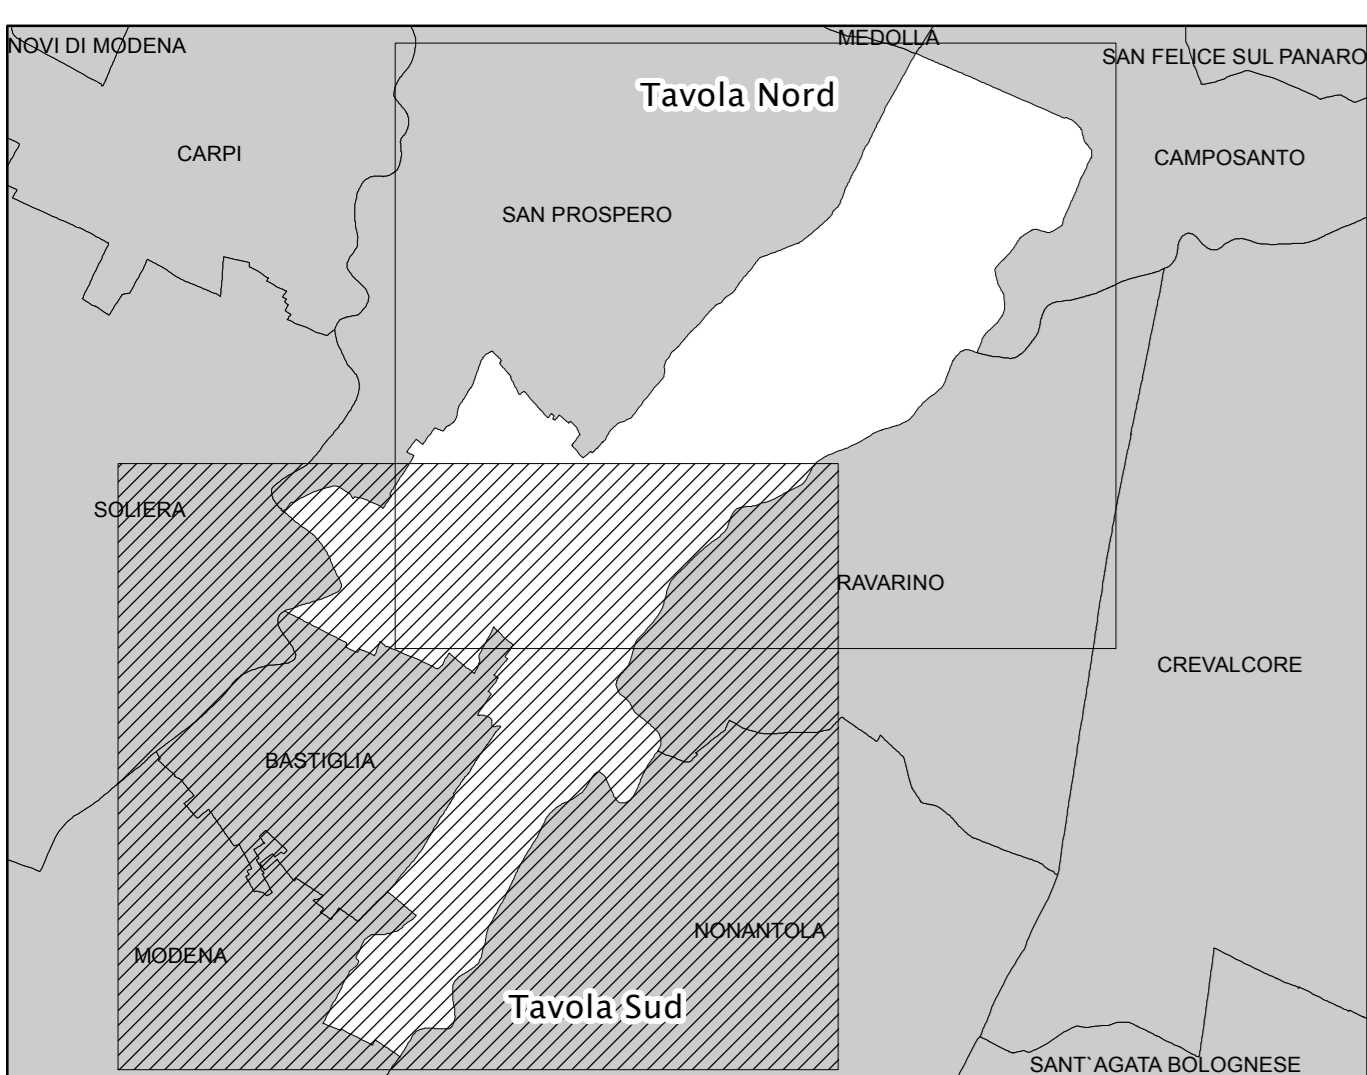 MEDOLLA
NOVI DI MODENA
SAN FELICE SUL PANARO
Tavola Nord
CARPI
CAMPOSANTO
SAN PROSPERO
SOLIERA
RAVARINO
CREVALCORE
BASTIGLIA
NONANTOLA
MODENA
Tavola Sud
SANT`AGATA BOLOGNESE